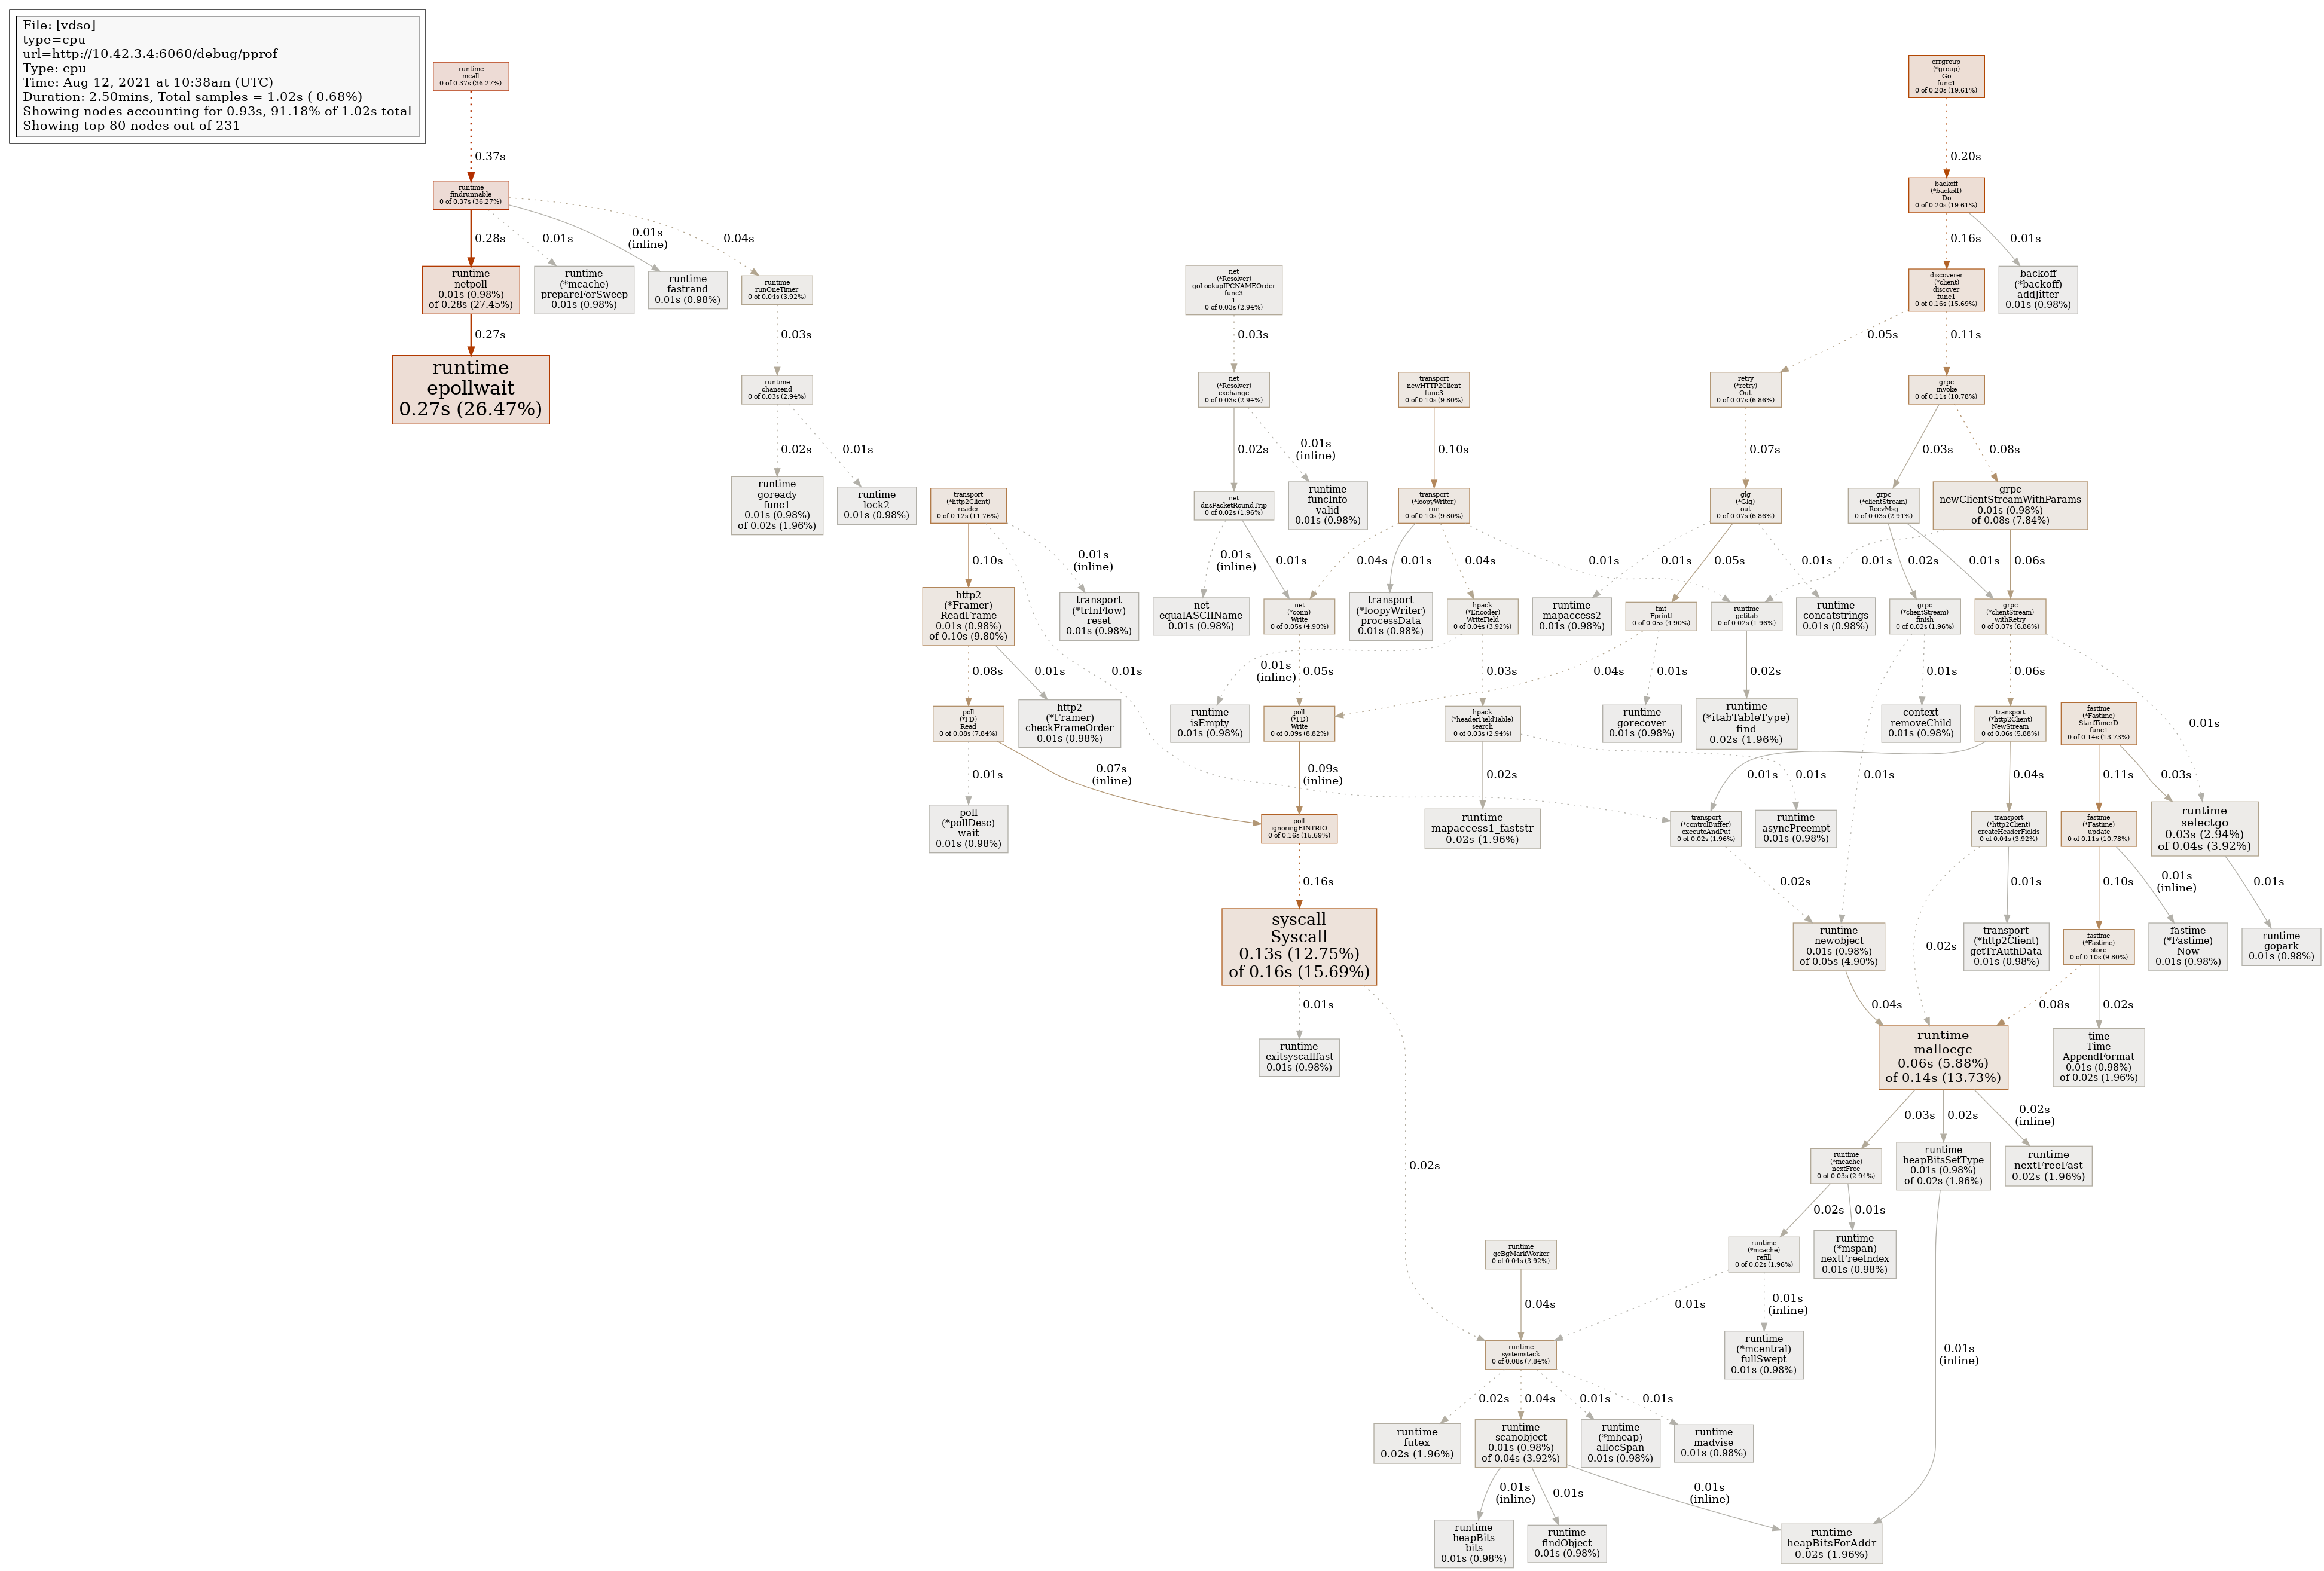 File: [vdso]
type=cpu
url=http://10.42.3.4:6060/debug/pprof
Type: cpu
Time: Aug 12, 2021 at 10:38am (UTC)
Duration: 2.50mins, Total samples = 1.02s ( 0.68%)
Showing nodes accounting for 0.93s, 91.18% of 1.02s total
Showing top 80 nodes out of 231
runtime
mcall
0 of 0.37s (36.27%)
errgroup
(*group)
Go
func1
0 of 0.20s (19.61%)
0.37s
0.20s
runtime
findrunnable
0 of 0.37s (36.27%)
backoff
(*backoff)
Do
0 of 0.20s (19.61%)
0.28s
0.01s
0.01s
(inline)
0.04s
0.16s
0.01s
runtime
netpoll
0.01s (0.98%)
of 0.28s (27.45%)
runtime
(*mcache)
prepareForSweep
0.01s (0.98%)
runtime
fastrand
0.01s (0.98%)
runtime
runOneTimer
0 of 0.04s (3.92%)
net
(*Resolver)
goLookupIPCNAMEOrder
func3
1
0 of 0.03s (2.94%)
discoverer
(*client)
discover
func1
0 of 0.16s (15.69%)
backoff
(*backoff)
addJitter
0.01s (0.98%)
0.27s
0.03s
0.03s
0.05s
0.11s
runtime
epollwait
0.27s (26.47%)
runtime
chansend
0 of 0.03s (2.94%)
net
(*Resolver)
exchange
0 of 0.03s (2.94%)
transport
newHTTP2Client
func3
0 of 0.10s (9.80%)
retry
(*retry)
Out
0 of 0.07s (6.86%)
grpc
invoke
0 of 0.11s (10.78%)
0.02s
0.01s
0.02s
0.01s
(inline)
0.10s
0.07s
0.03s
0.08s
runtime
goready
func1
0.01s (0.98%)
of 0.02s (1.96%)
runtime
lock2
0.01s (0.98%)
transport
(*http2Client)
reader
0 of 0.12s (11.76%)
net
dnsPacketRoundTrip
0 of 0.02s (1.96%)
runtime
funcInfo
valid
0.01s (0.98%)
transport
(*loopyWriter)
run
0 of 0.10s (9.80%)
glg
(*Glg)
out
0 of 0.07s (6.86%)
grpc
(*clientStream)
RecvMsg
0 of 0.03s (2.94%)
grpc
newClientStreamWithParams
0.01s (0.98%)
of 0.08s (7.84%)
0.10s
0.01s
(inline)
0.01s
(inline)
0.01s
0.04s
0.01s
0.04s
0.01s
0.01s
0.05s
0.01s
0.01s
0.02s
0.01s
0.06s
http2
(*Framer)
ReadFrame
0.01s (0.98%)
of 0.10s (9.80%)
transport
(*trInFlow)
reset
0.01s (0.98%)
net
equalASCIIName
0.01s (0.98%)
net
(*conn)
Write
0 of 0.05s (4.90%)
transport
(*loopyWriter)
processData
0.01s (0.98%)
hpack
(*Encoder)
WriteField
0 of 0.04s (3.92%)
runtime
mapaccess2
0.01s (0.98%)
fmt
Fprintf
0 of 0.05s (4.90%)
runtime
getitab
0 of 0.02s (1.96%)
runtime
concatstrings
0.01s (0.98%)
grpc
(*clientStream)
finish
0 of 0.02s (1.96%)
grpc
(*clientStream)
withRetry
0 of 0.07s (6.86%)
0.08s
0.01s
0.01s
0.01s
(inline)
0.05s
0.03s
0.04s
0.01s
0.02s
0.01s
0.06s
0.01s
poll
(*FD)
Read
0 of 0.08s (7.84%)
http2
(*Framer)
checkFrameOrder
0.01s (0.98%)
runtime
isEmpty
0.01s (0.98%)
poll
(*FD)
Write
0 of 0.09s (8.82%)
hpack
(*headerFieldTable)
search
0 of 0.03s (2.94%)
runtime
gorecover
0.01s (0.98%)
runtime
(*itabTableType)
find
0.02s (1.96%)
context
removeChild
0.01s (0.98%)
transport
(*http2Client)
NewStream
0 of 0.06s (5.88%)
fastime
(*Fastime)
StartTimerD
func1
0 of 0.14s (13.73%)
0.01s
0.07s
(inline)
0.09s
(inline)
0.02s
0.01s
0.01s
0.01s
0.04s
0.11s
0.03s
poll
(*pollDesc)
wait
0.01s (0.98%)
poll
ignoringEINTRIO
0 of 0.16s (15.69%)
runtime
mapaccess1_faststr
0.02s (1.96%)
transport
(*controlBuffer)
executeAndPut
0 of 0.02s (1.96%)
runtime
asyncPreempt
0.01s (0.98%)
transport
(*http2Client)
createHeaderFields
0 of 0.04s (3.92%)
fastime
(*Fastime)
update
0 of 0.11s (10.78%)
runtime
selectgo
0.03s (2.94%)
of 0.04s (3.92%)
0.16s
0.02s
0.01s
0.10s
0.01s
(inline)
0.01s
syscall
Syscall
0.13s (12.75%)
of 0.16s (15.69%)
runtime
newobject
0.01s (0.98%)
of 0.05s (4.90%)
0.02s
transport
(*http2Client)
getTrAuthData
0.01s (0.98%)
fastime
(*Fastime)
store
0 of 0.10s (9.80%)
fastime
(*Fastime)
Now
0.01s (0.98%)
runtime
gopark
0.01s (0.98%)
0.01s
0.04s
0.08s
0.02s
runtime
exitsyscallfast
0.01s (0.98%)
runtime
mallocgc
0.06s (5.88%)
of 0.14s (13.73%)
time
Time
AppendFormat
0.01s (0.98%)
of 0.02s (1.96%)
0.02s
0.03s
0.02s
0.02s
(inline)
runtime
(*mcache)
nextFree
0 of 0.03s (2.94%)
runtime
heapBitsSetType
0.01s (0.98%)
of 0.02s (1.96%)
runtime
nextFreeFast
0.02s (1.96%)
0.02s
0.01s
runtime
gcBgMarkWorker
0 of 0.04s (3.92%)
runtime
(*mcache)
refill
0 of 0.02s (1.96%)
runtime
(*mspan)
nextFreeIndex
0.01s (0.98%)
0.04s
0.01s
0.01s
(inline)
runtime
systemstack
0 of 0.08s (7.84%)
runtime
(*mcentral)
fullSwept
0.01s (0.98%)
0.01s
(inline)
0.02s
0.04s
0.01s
0.01s
runtime
futex
0.02s (1.96%)
runtime
scanobject
0.01s (0.98%)
of 0.04s (3.92%)
runtime
(*mheap)
allocSpan
0.01s (0.98%)
runtime
madvise
0.01s (0.98%)
0.01s
(inline)
0.01s
0.01s
(inline)
runtime
heapBits
bits
0.01s (0.98%)
runtime
findObject
0.01s (0.98%)
runtime
heapBitsForAddr
0.02s (1.96%)